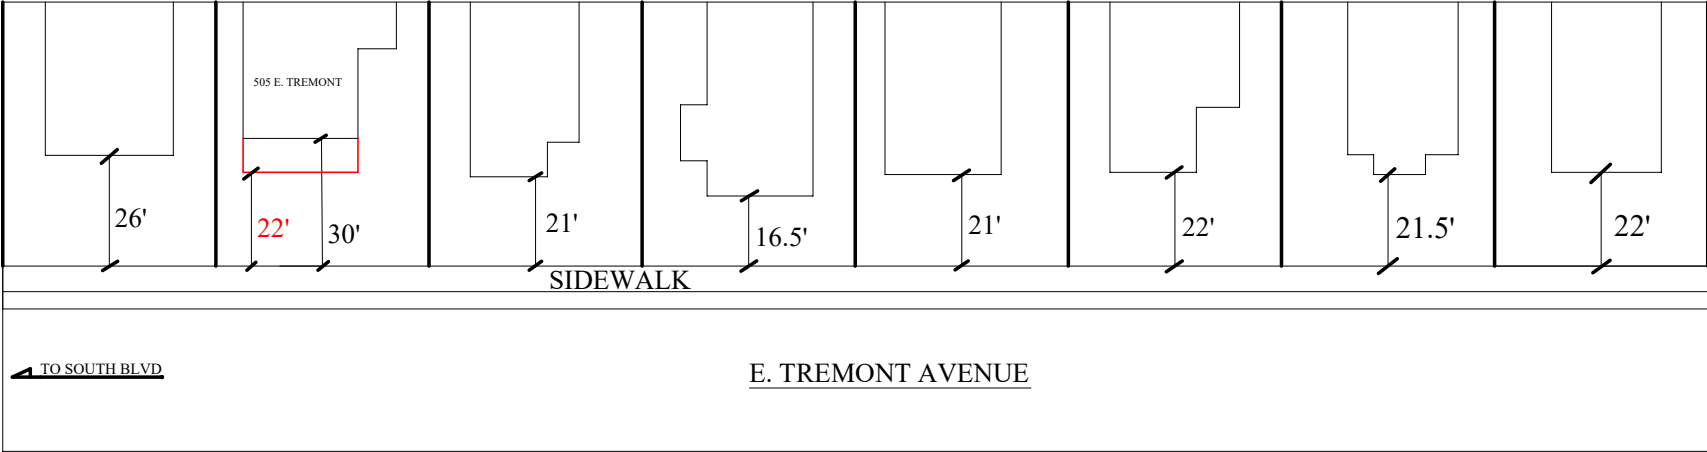 505 E. TREMONT
26'
22'
30'
21'
16.5'
21'
22'
21.5'
22'
SIDEWALK
TO SOUTH BLVD
E. TREMONT AVENUE